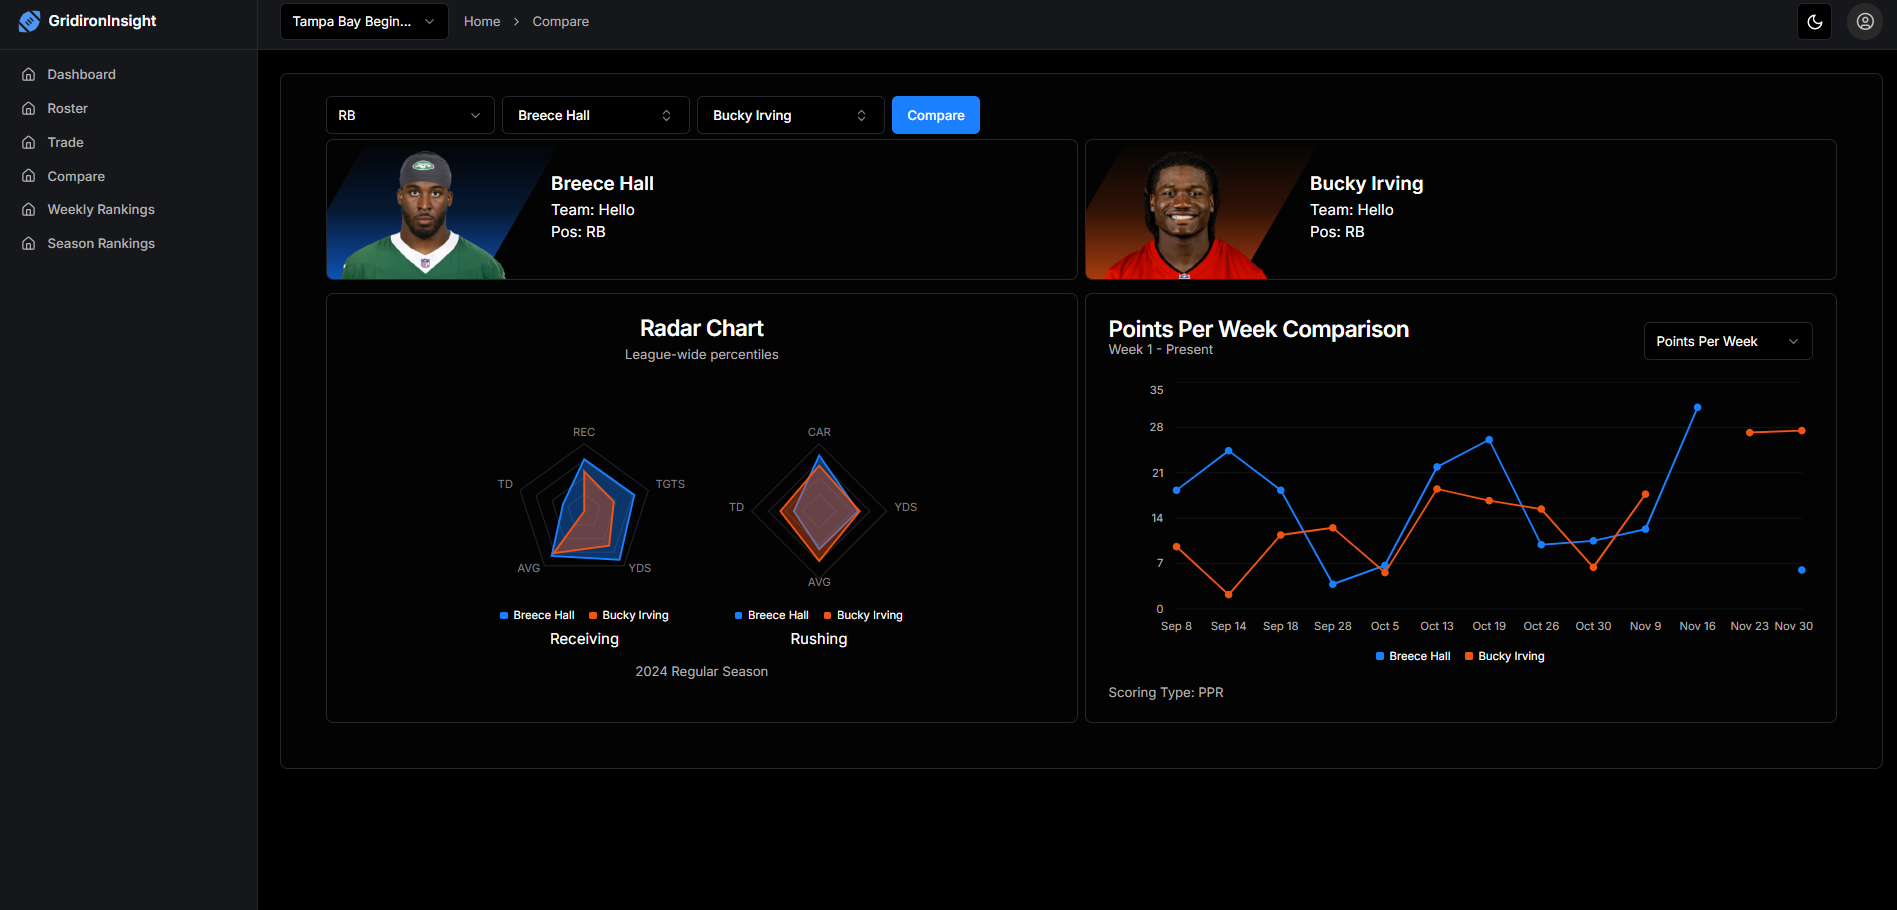 GridironInsight
Tampa Bay Begin...
Home > Compare
Dashboard
Roster
Trade
Compare
Weekly Rankings
Season Rankings
RB
Breece Hall
Bucky Irving
Compare
Breece Hall
Team: Hello
Pos: RB
Bucky Irving
Team: Hello
Pos: RB
Radar Chart
League-wide percentiles
REC
TD
TGTS
AVG
YDS
Breece Hall Bucky Irving
Receiving
CAR
TD
YDS
AVG
Breece Hall Bucky Irving
Rushing
2024 Regular Season
Points Per Week Comparison
Week 1 - Present
Points Per Week
35
28
21
14
7
0
Sep 8 Sep 14 Sep 18 Sep 28 Oct 5 Oct 13 Oct 19 Oct 26 Oct 30 Nov 9 Nov 16 Nov 23 Nov 30
Breece Hall Bucky Irving
Scoring Type: PPR